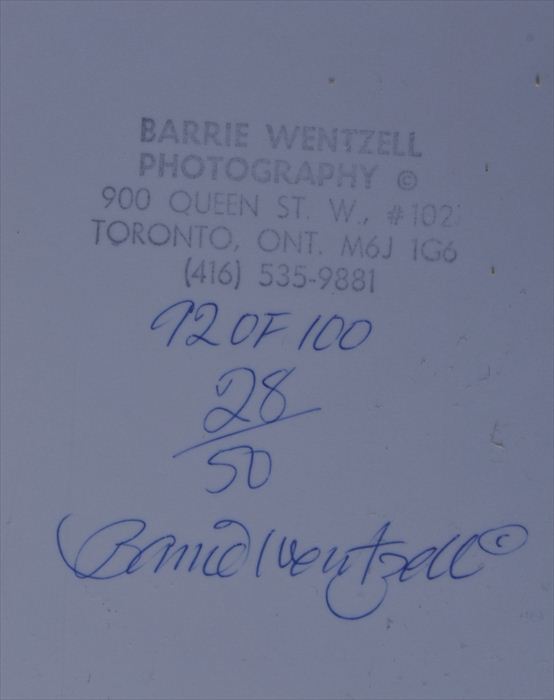 BARRIE WENTZELL
PHOTOGRAPHY ©
900 QUEEN ST. W., #102
TORONTO, ONT. M6J 1G6
(416) 535-9881
92 OF 100
28
50
Barrie Wentzell ©